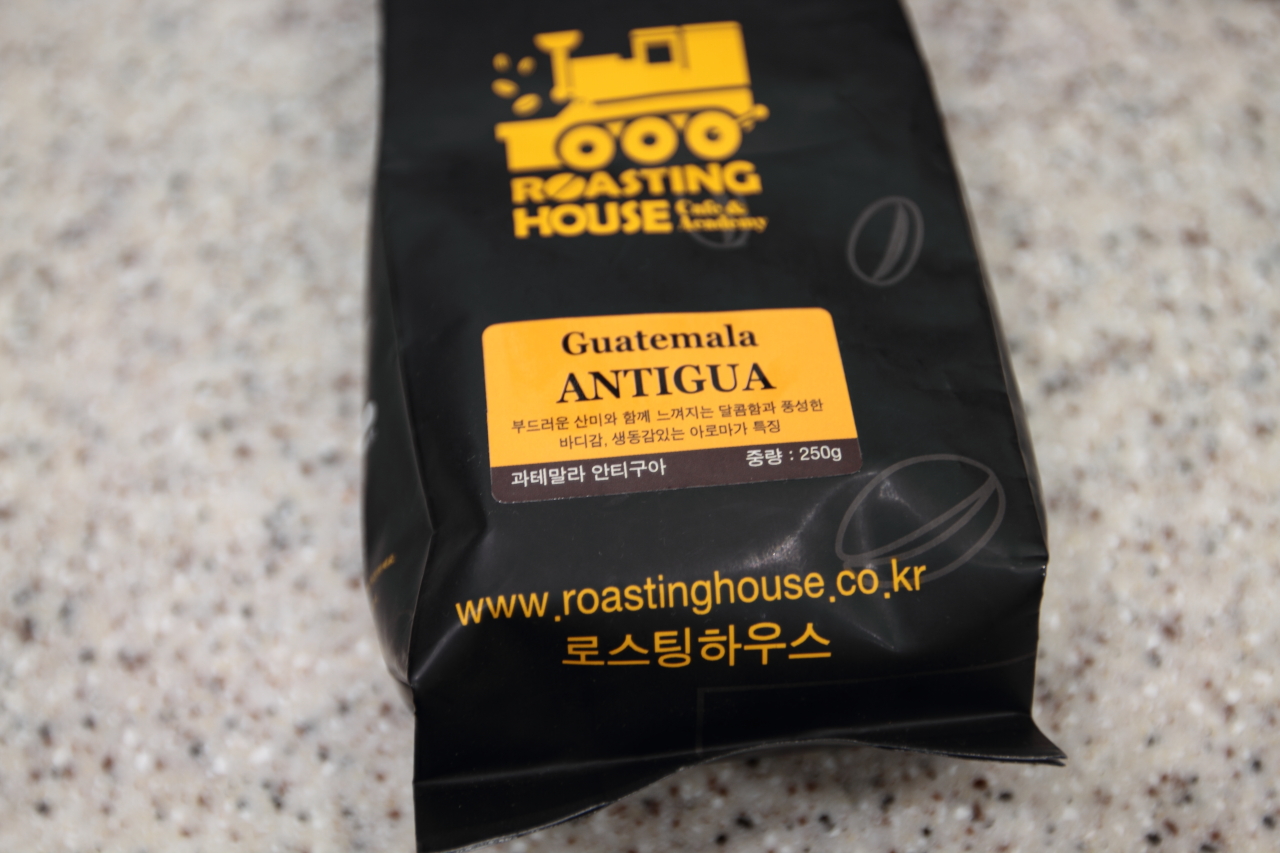 ROASTING
HOUSE Cafe & Academy
Guatemala
ANTIGUA
부드러운 산미와 함께 느껴지는 달콤함과 풍성한
바디감, 생동감있는 아로마가 특징
과테말라 안티구아 중량 : 250g
www.roastinghouse.co.kr
로스팅하우스